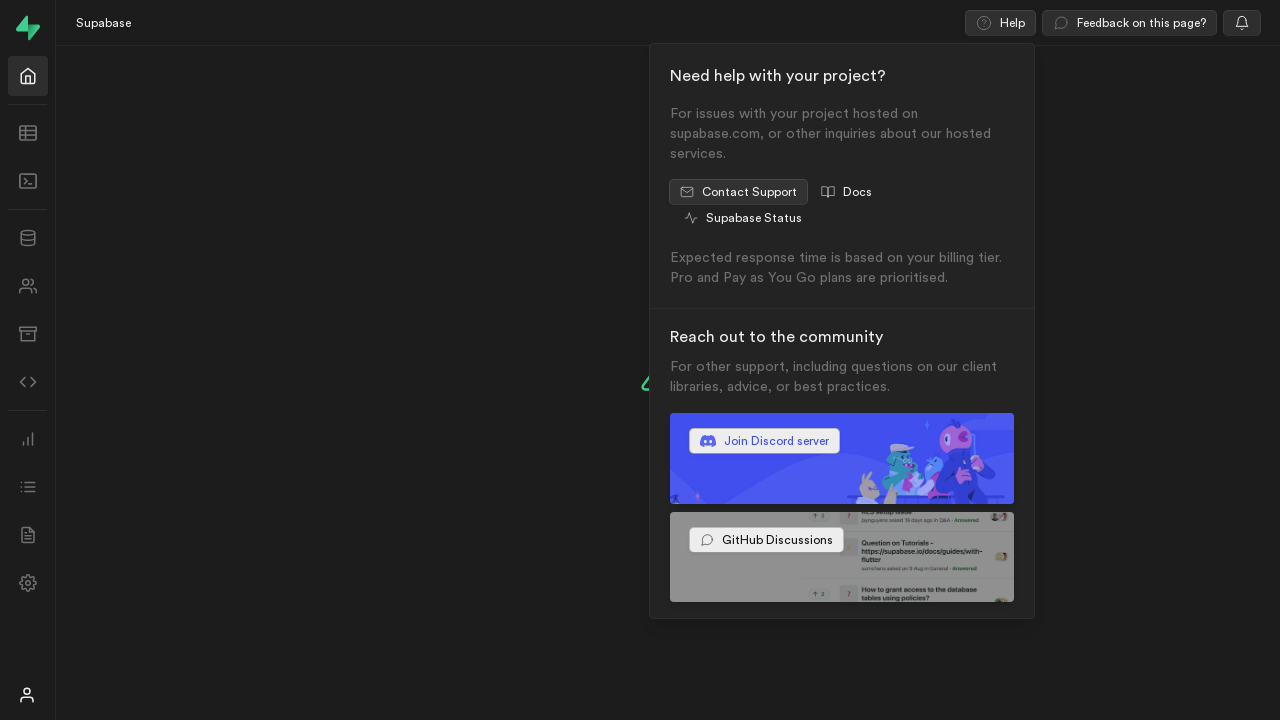 Supabase
Help
Feedback on this page?
Need help with your project?
For issues with your project hosted on
supabase.com, or other inquiries about our hosted
services.
Contact Support
Docs
Supabase Status
Expected response time is based on your billing tier.
Pro and Pay as You Go plans are prioritised.
Reach out to the community
For other support, including questions on our client
libraries, advice, or best practices.
Join Discord server
GitHub Discussions
Question on Tutorials -
https://supabase.io/docs/guides/with-
flutter
How to grant access to the database
tables using policies?